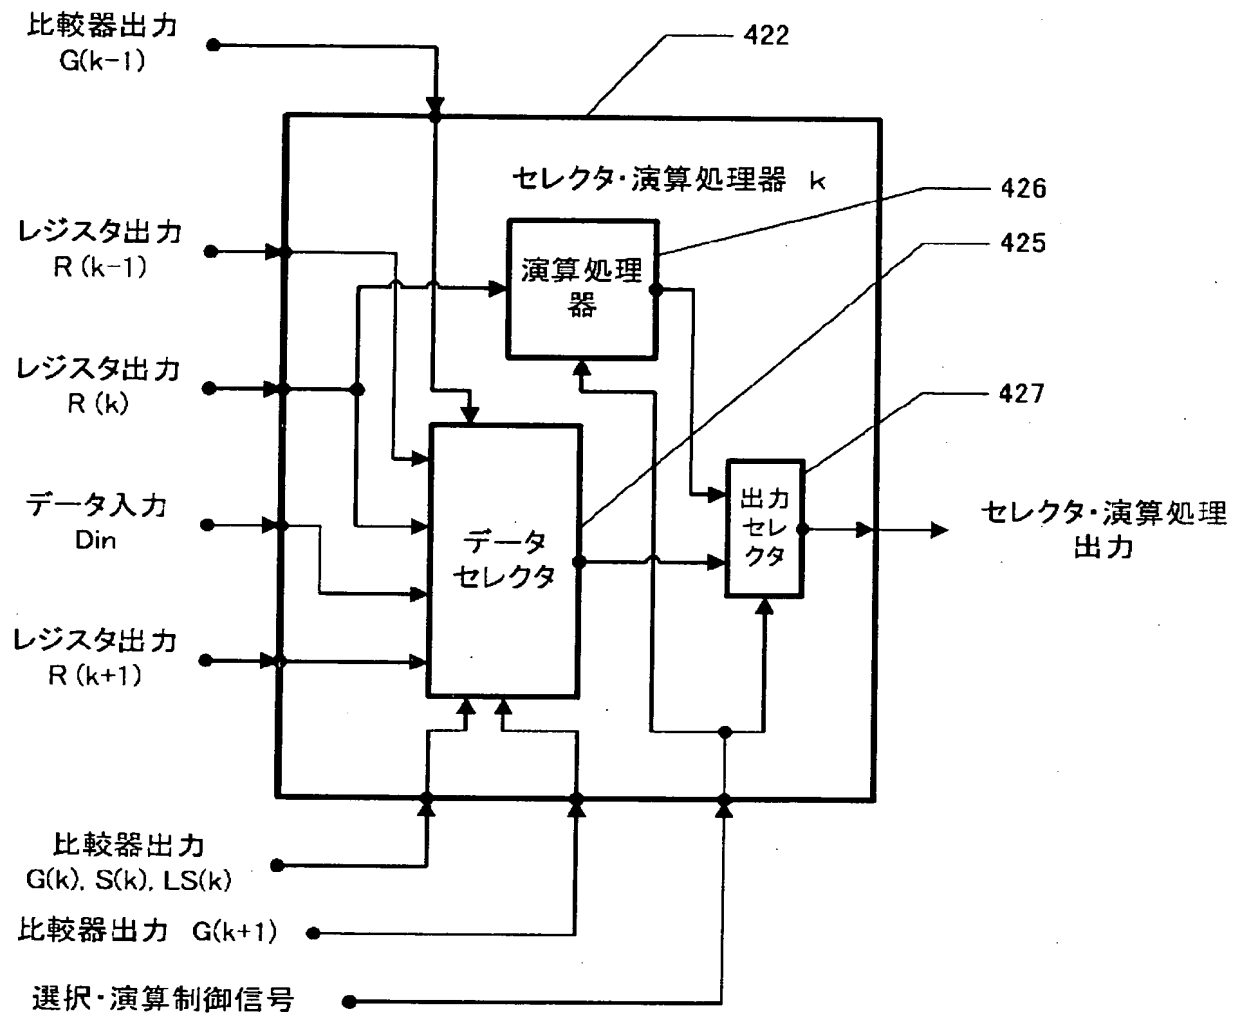 比較器出力
G(k-1)
422
セレクタ・演算処理器 k
426
レジスタ出力
R(k-1)
425
演算処理
器
レジスタ出力
R(k)
427
データ入力
Din
データ
セレクタ
出力
セレ
クタ
セレクタ・演算処理
出力
レジスタ出力
R(k+1)
比較器出力
G(k), S(k), LS(k)
比較器出力 G(k+1)
選択・演算制御信号